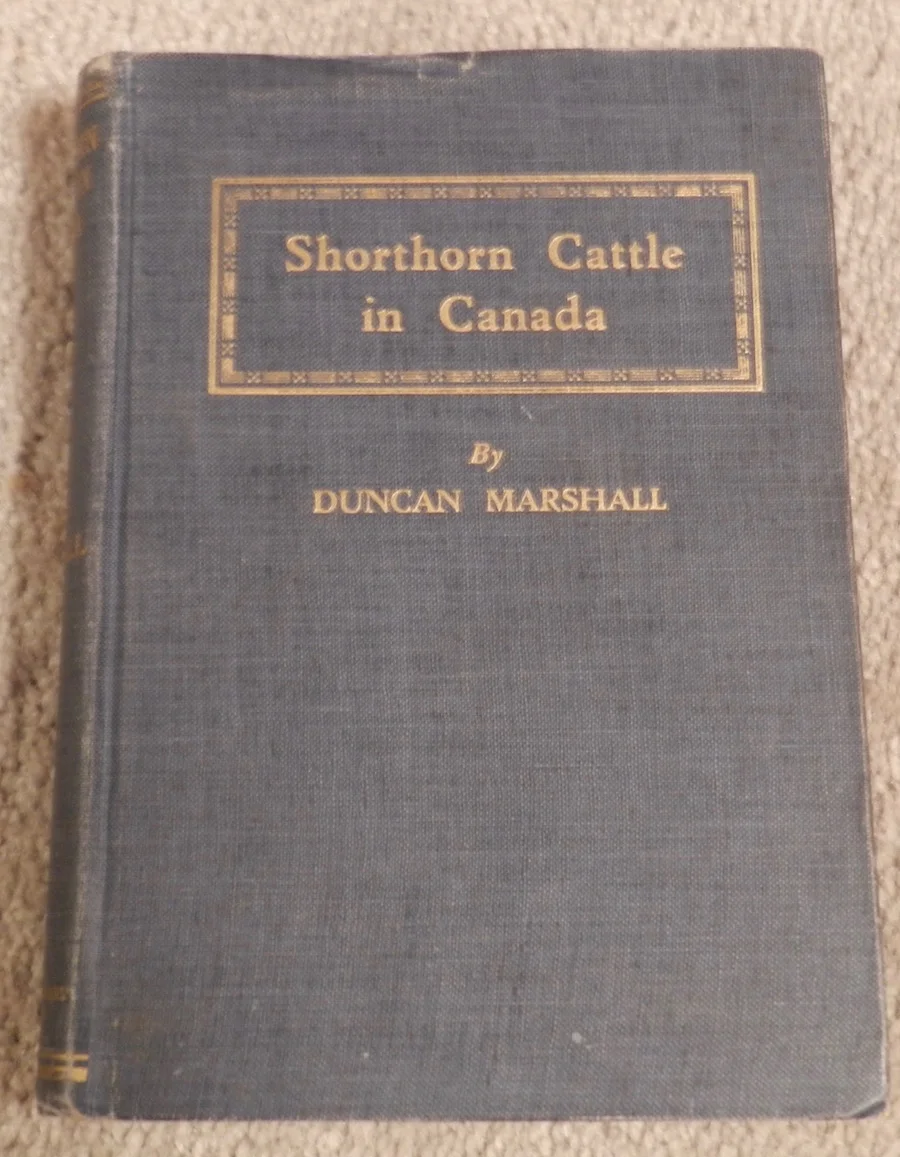 Shorthorn Cattle
in Canada
By
DUNCAN MARSHALL